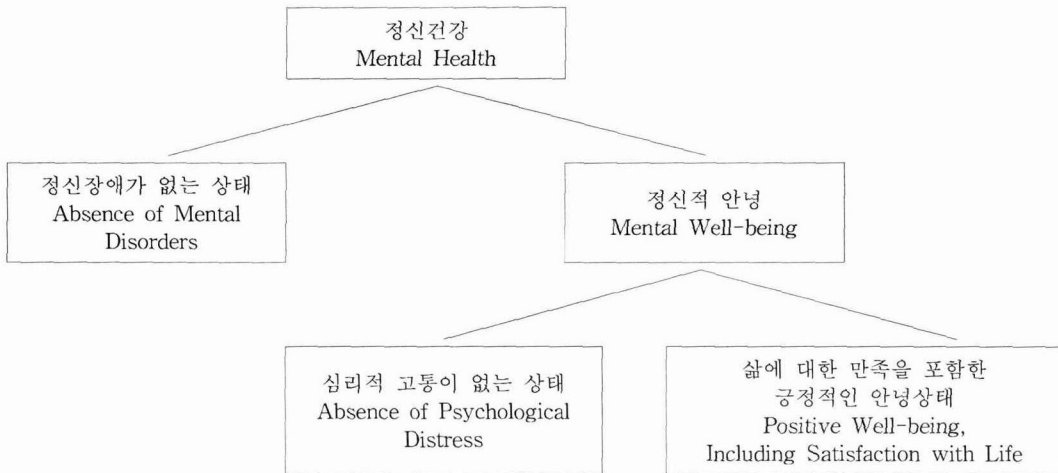 정신건강
Mental Health
정신장애가 없는 상태
Absence of Mental
Disorders
정신적 안녕
Mental Well-being
심리적 고통이 없는 상태
Absence of Psychological
Distress
삶에 대한 만족을 포함한
긍정적인 안녕상태
Positive Well-being,
Including Satisfaction with Life